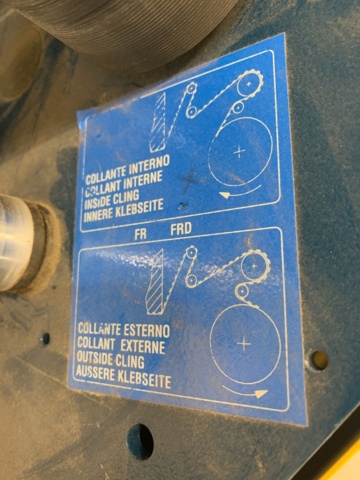 COLLANTE INTERNO
COLLANT INTERNE
INSIDE CLING
INNERE KLEBSEITE
FR FRD
COLLANTE ESTERNO
COLLANT EXTERNE
OUTSIDE CLING
AUSSERE KLEBSEITE